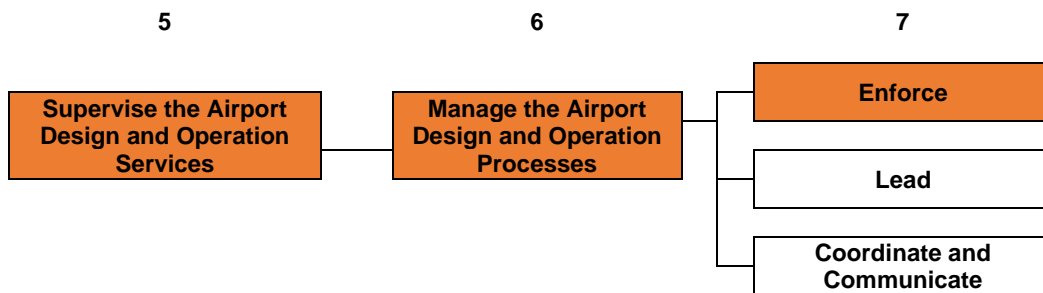 5
6
7
Supervise the Airport
Design and Operation
Services
Manage the Airport
Design and Operation
Processes
Enforce
Lead
Coordinate and
Communicate